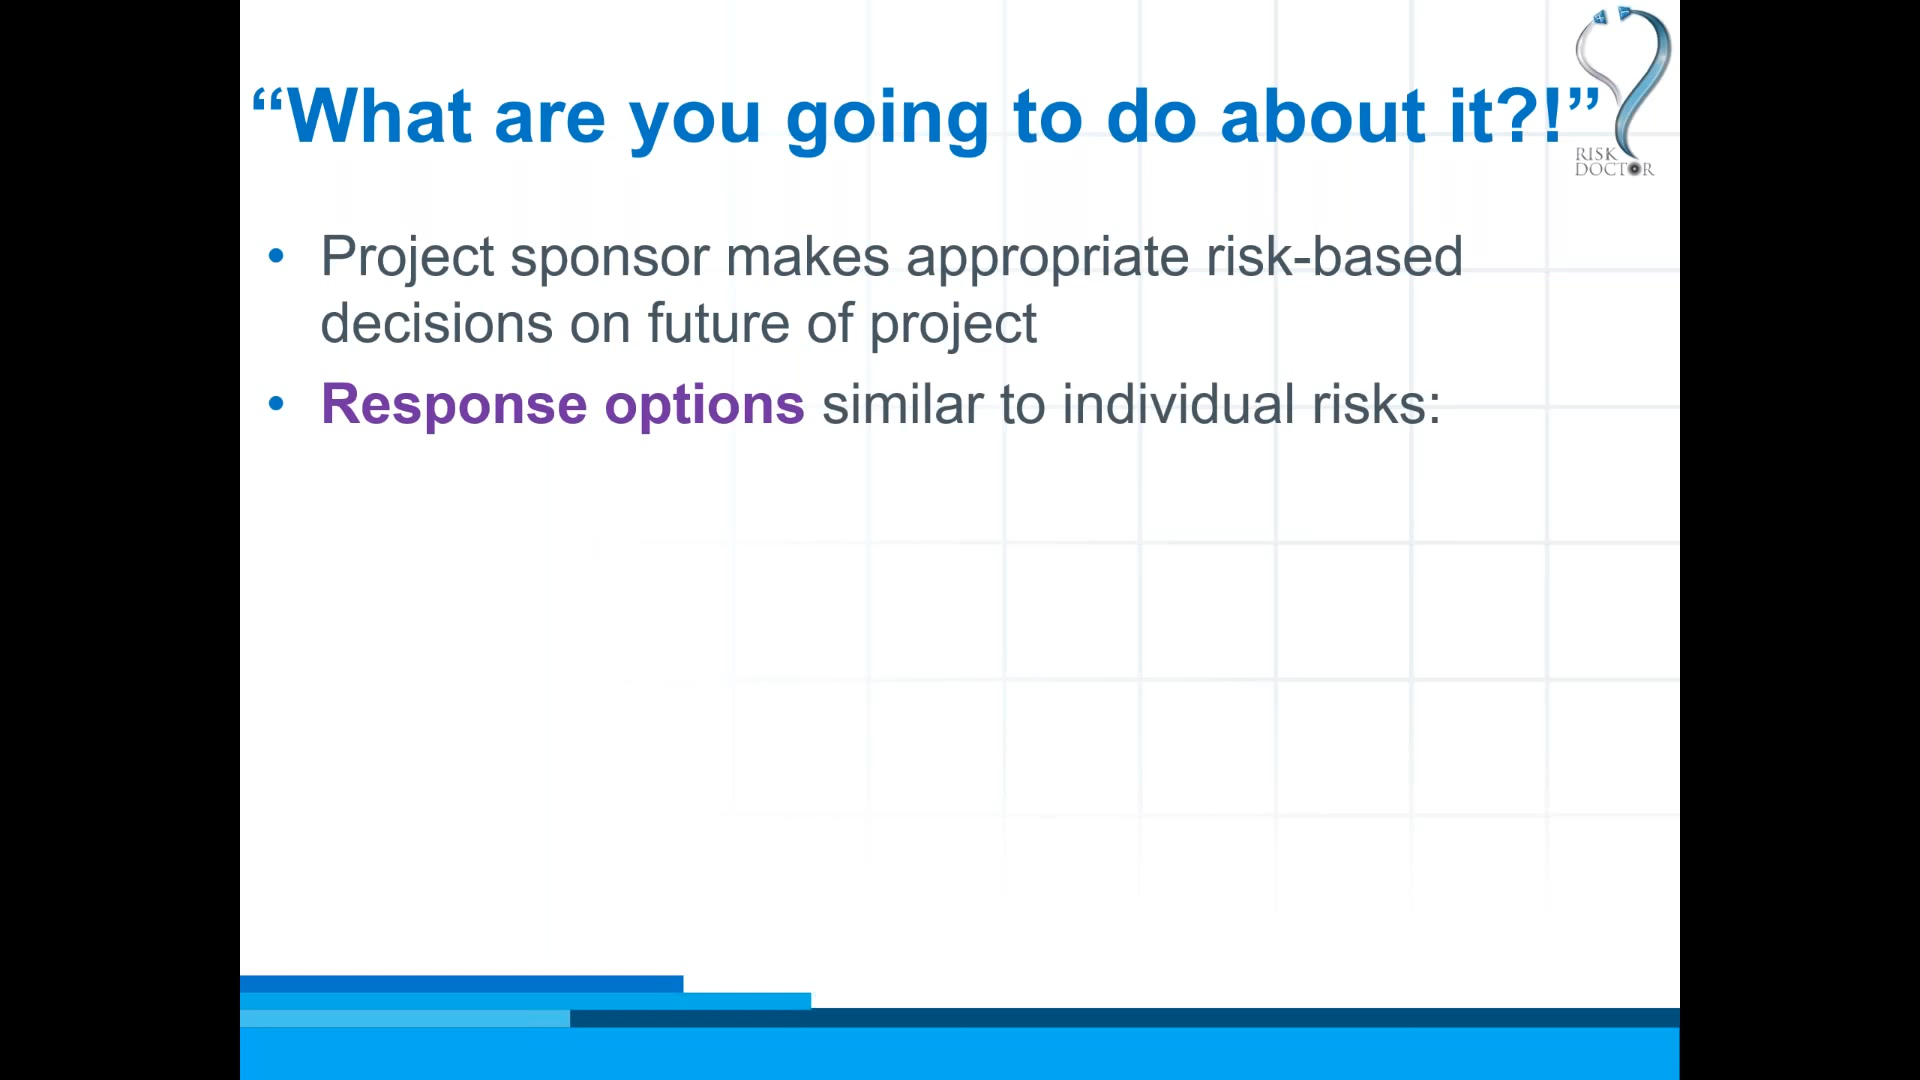 “What are you going to do about it?!”
RISK
DOCTOR
• Project sponsor makes appropriate risk-based
decisions on future of project
• Response options similar to individual risks: